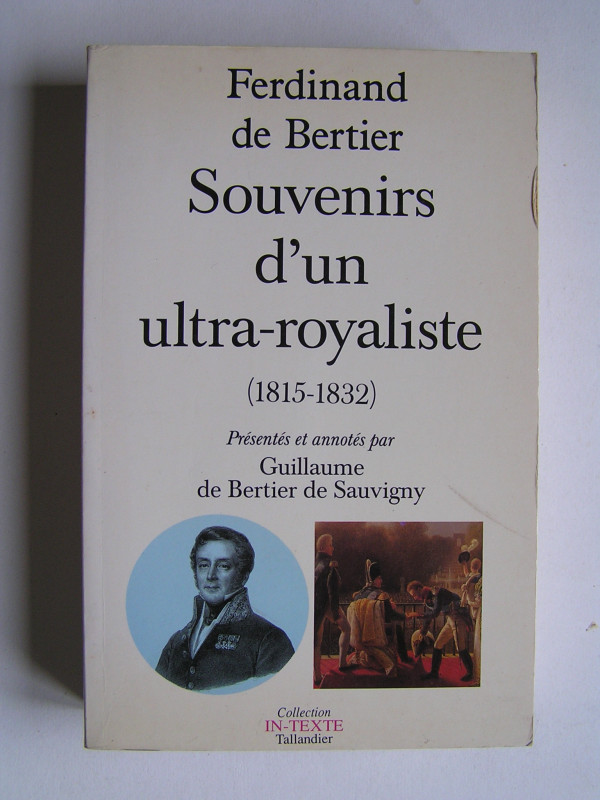 Ferdinand
de Bertier
Souvenirs
d'un
ultra-royaliste
(1815-1832)
Présentés et annotés par
Guillaume
de Bertier de Sauvigny
Collection
IN-TEXTE
Tallandier